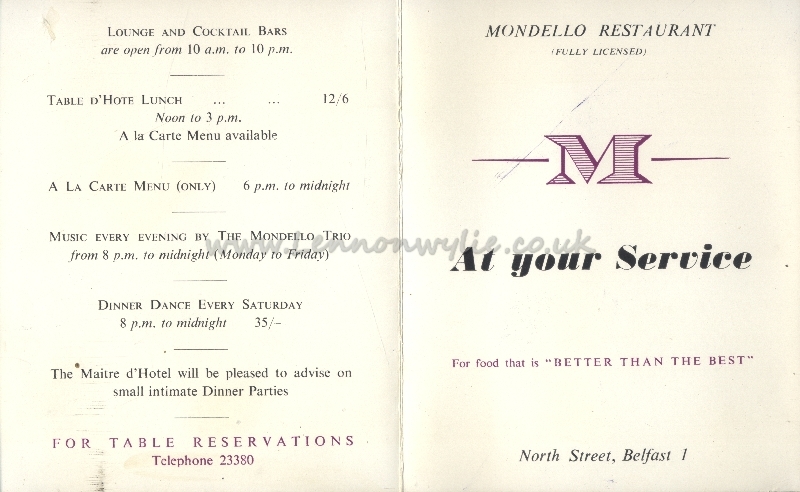 LOUNGE AND COCKTAIL BARS
are open from 10 a.m. to 10 p.m.
TABLE D'HOTE LUNCH ... ... 12/6
Noon to 3 p.m.
A la Carte Menu available
A LA CARTE MENU (ONLY) 6 p.m. to midnight
MUSIC EVERY EVENING BY THE MONDELLO TRIO
from 8 p.m. to midnight (Monday to Friday)
DINNER DANCE EVERY SATURDAY
8 p.m. to midnight 35/-
The Maitre d'Hotel will be pleased to advise on
small intimate Dinner Parties
FOR TABLE RESERVATIONS
Telephone 23380
MONDELLO RESTAURANT
(FULLY LICENSED)
M
At your Service
For food that is "BETTER THAN THE BEST"
North Street, Belfast 1
www.Lennonwylie.co.uk